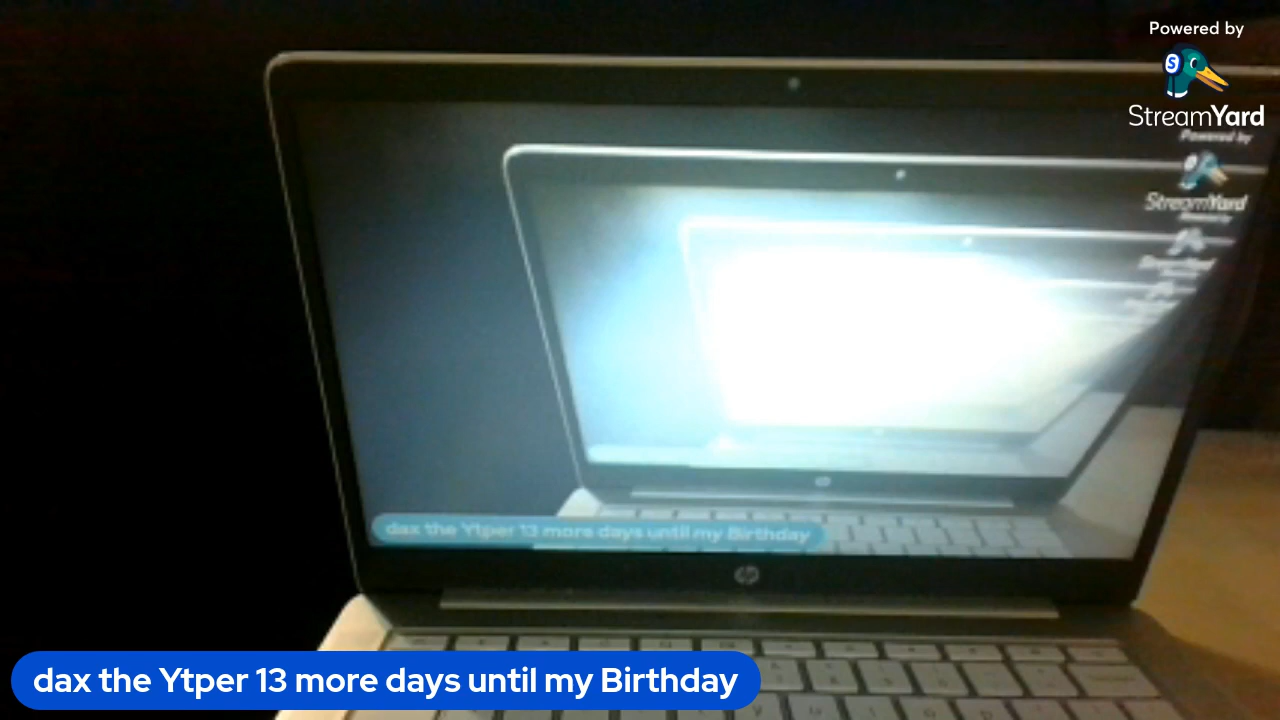 Powered by
StreamYard
Powered by
StreamYard
dax the Ytper 13 more days until my Birthday
hp
dax the Ytper 13 more days until my Birthday